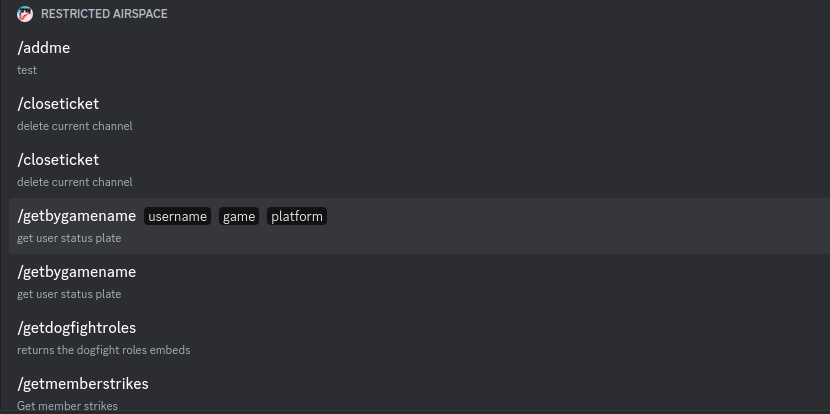 RESTRICTED AIRSPACE
/addme
test
/closeticket
delete current channel
/closeticket
delete current channel
/getbygamename username game platform
get user status plate
/getbygamename
get user status plate
/getdogfightroles
returns the dogfight roles embeds
/getmemberstrikes
Get member strikes